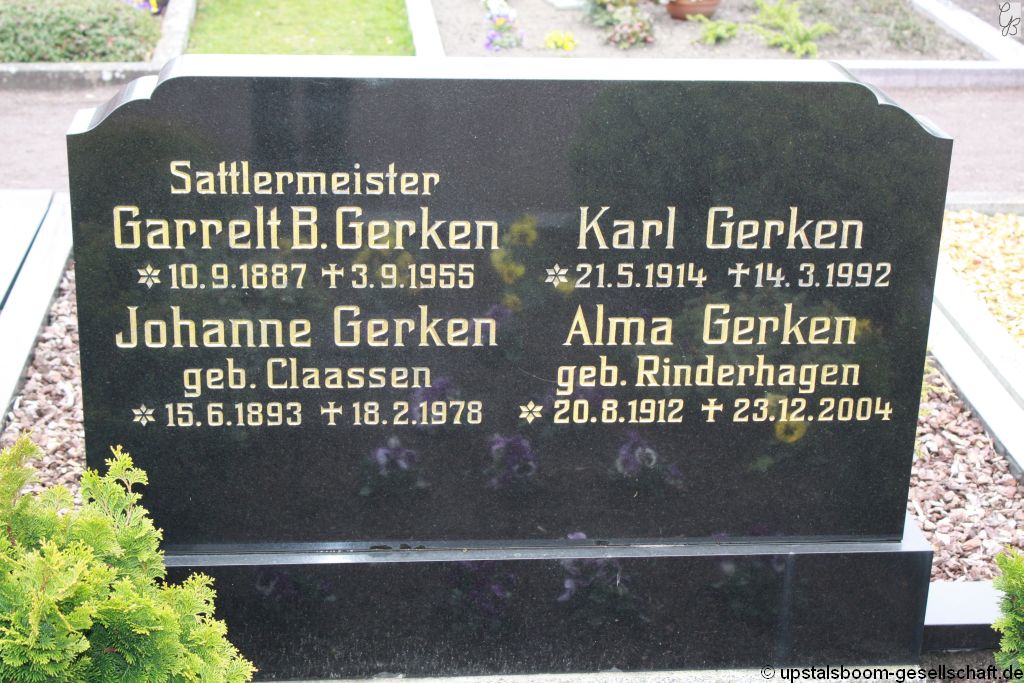 Sattlermeister
Garrelt B. Gerken
* 10.9.1887 † 3.9.1955
Johanne Gerken
geb. Claassen
* 15.6.1893 † 18.2.1978
Karl Gerken
* 21.5.1914 † 14.3.1992
Alma Gerken
geb. Rinderhagen
* 20.8.1912 † 23.12.2004
© upstalsboom-gesellschaft.de